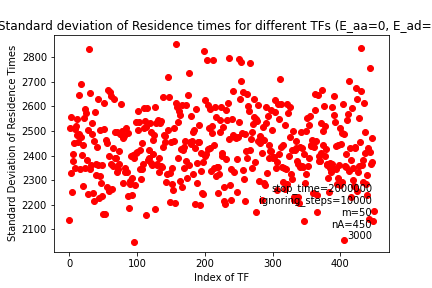 Standard deviation of Residence times for different TFs (E_aa=0, E_ad=
Standard Deviation of Residence Times
2800
2700
2600
2500
2400
2300
2200
2100
stop_time=2000000
ignoring_steps=10000
m=50
nA=450
3000
0 100 200 300 400
Index of TF